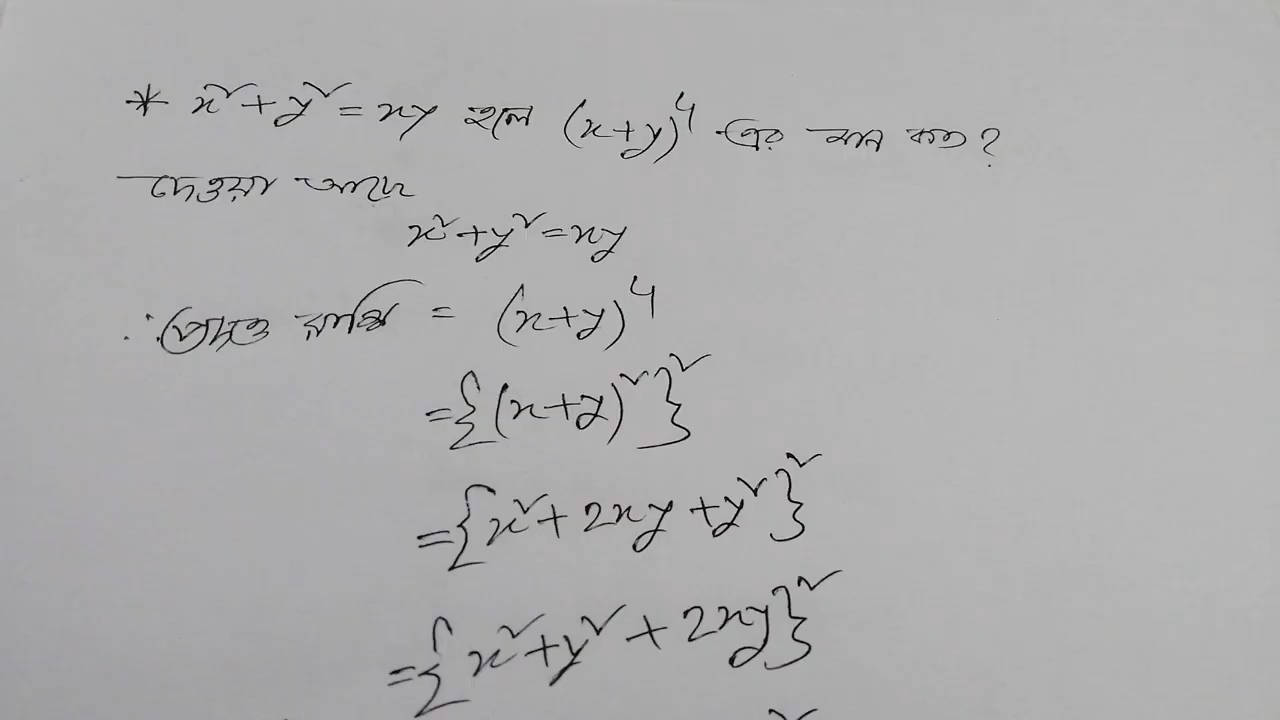 * x² + y² = xy হলে (x+y)⁴ এর মান কত?
দেওয়া আছে
x² + y² = xy
∴ প্রদত্ত রাশি = (x+y)⁴
= {(x+y)²}²
= {x² + 2xy + y²}²
= {x² + y² + 2xy}²